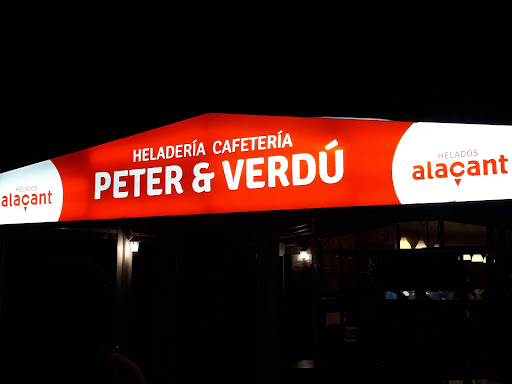 HELADERÍA CAFETERÍA
PETER & VERDÚ
HELADOS
alaçant
HELADOS
alaçant